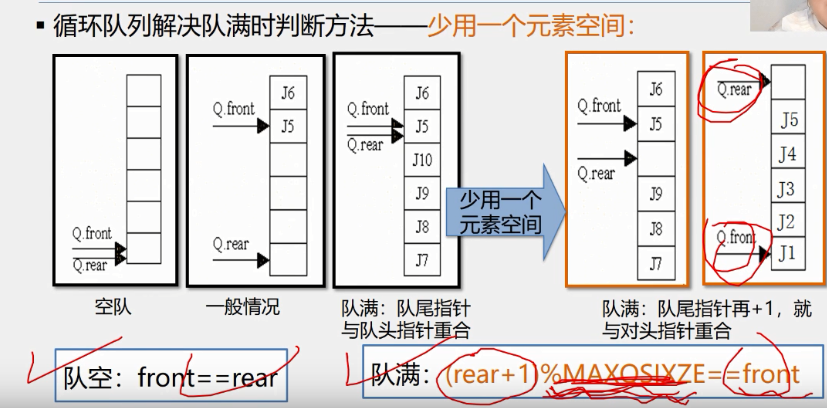 ▪ 循环队列解决队满时判断方法——少用一个元素空间：
Q.front
Q.rear
Q.front
J6
J5
Q.rear
Q.front
Q.rear
J6
J5
J10
J9
J8
J7
少用一个
元素空间
Q.front
Q.rear
J6
J5
J9
J8
J7
Q.rear
J5
J4
J3
J2
Q.front
J1
空队
一般情况
队满：队尾指针
与队头指针重合
队满：队尾指针再+1，就
与对头指针重合
队空：front==rear
队满：(rear+1)%MAXQSIXZE==front